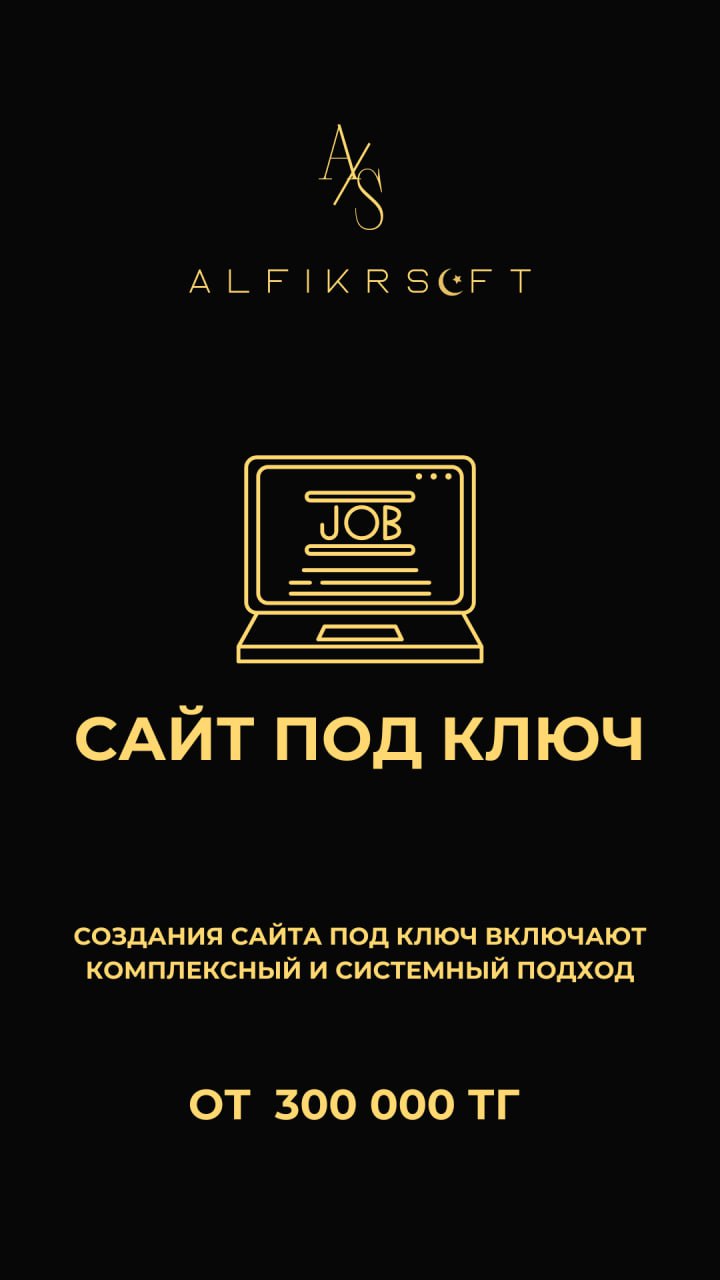 A/S
ALFIKRSOFT
JOB
САЙТ ПОД КЛЮЧ
СОЗДАНИЯ САЙТА ПОД КЛЮЧ ВКЛЮЧАЮТ
КОМПЛЕКСНЫЙ И СИСТЕМНЫЙ ПОДХОД
ОТ 300 000 ТГ